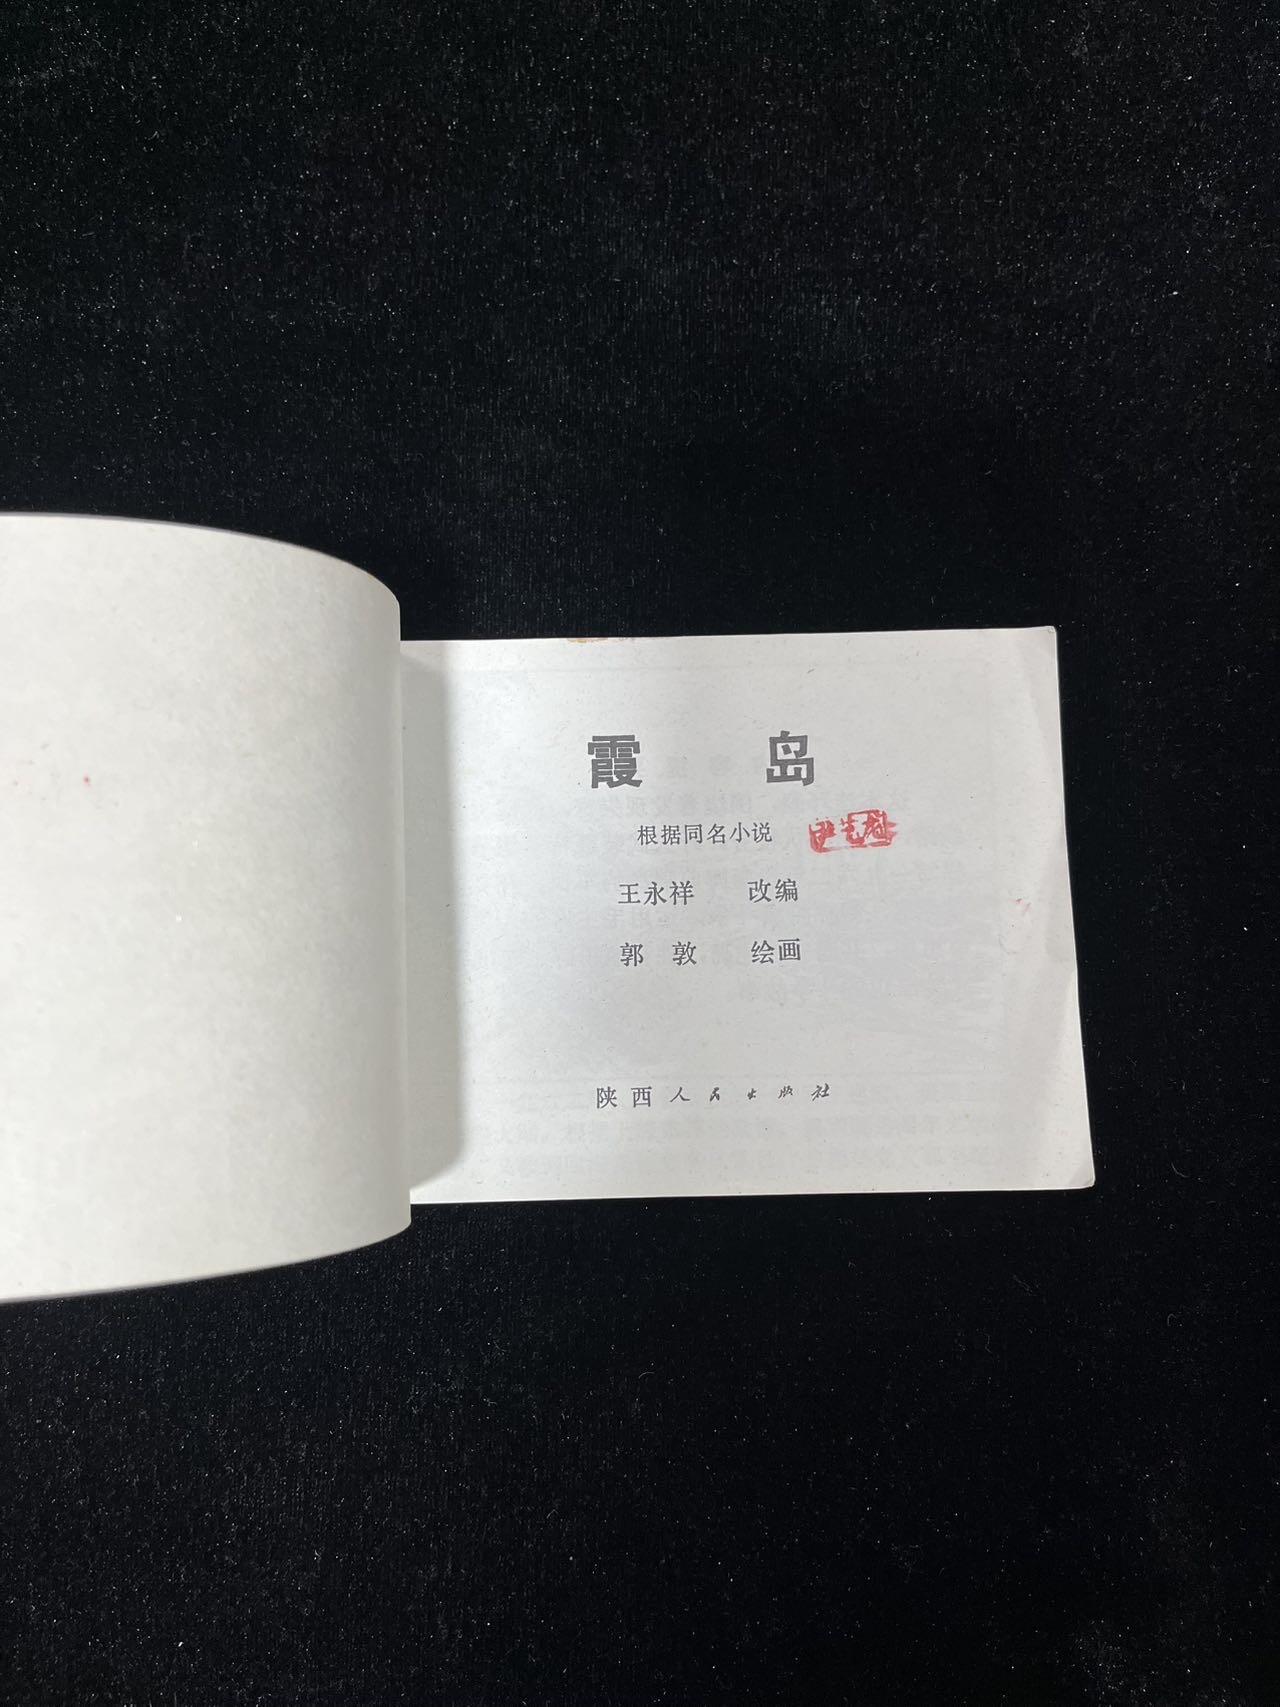 霞 岛
根据同名小说
王永祥 改编
郭 敦 绘画
陕西人民出版社